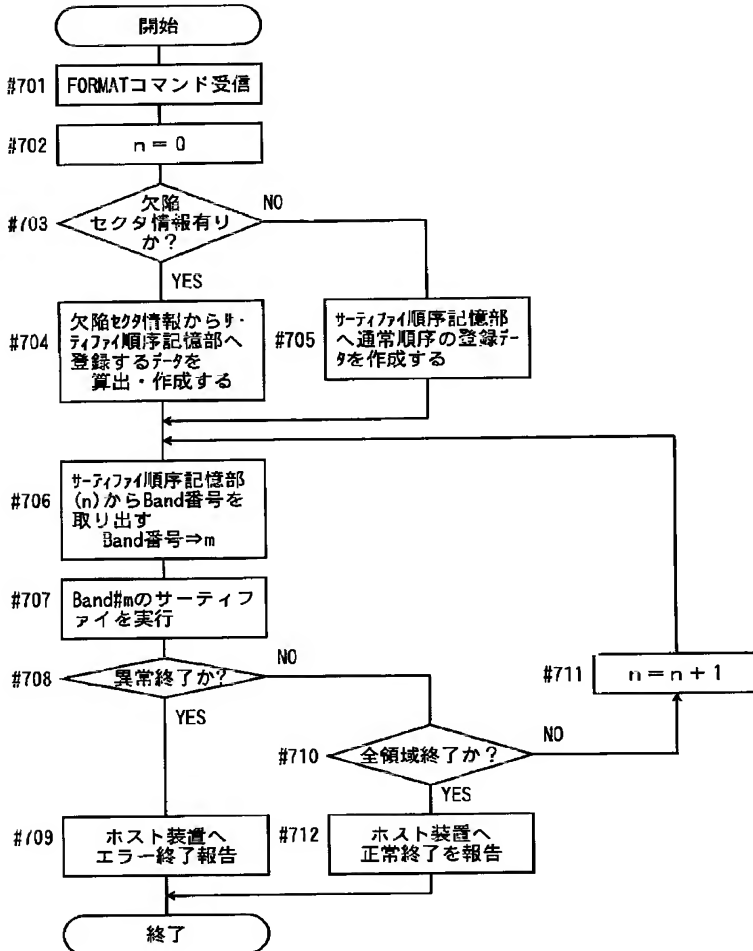 開始
#701
FORMATコマンド受信
#702
n = 0
#703
欠陥
セクタ情報有り
か?
NO
YES
#704
欠陥セクタ情報からサー
ティファイ順序記憶部へ
登録するデータを
算出・作成する
#705
サーティファイ順序記憶部
へ通常順序の登録デー
タを作成する
#706
サーティファイ順序記憶部
(n)からBand番号を
取り出す
Band番号⇒m
#707
Band#mのサーティフ
ァイを実行
#708
異常終了か?
NO
YES
#710
全領域終了か?
NO
YES
#711
n = n + 1
#709
ホスト装置へ
エラー終了報告
#712
ホスト装置へ
正常終了を報告
終了